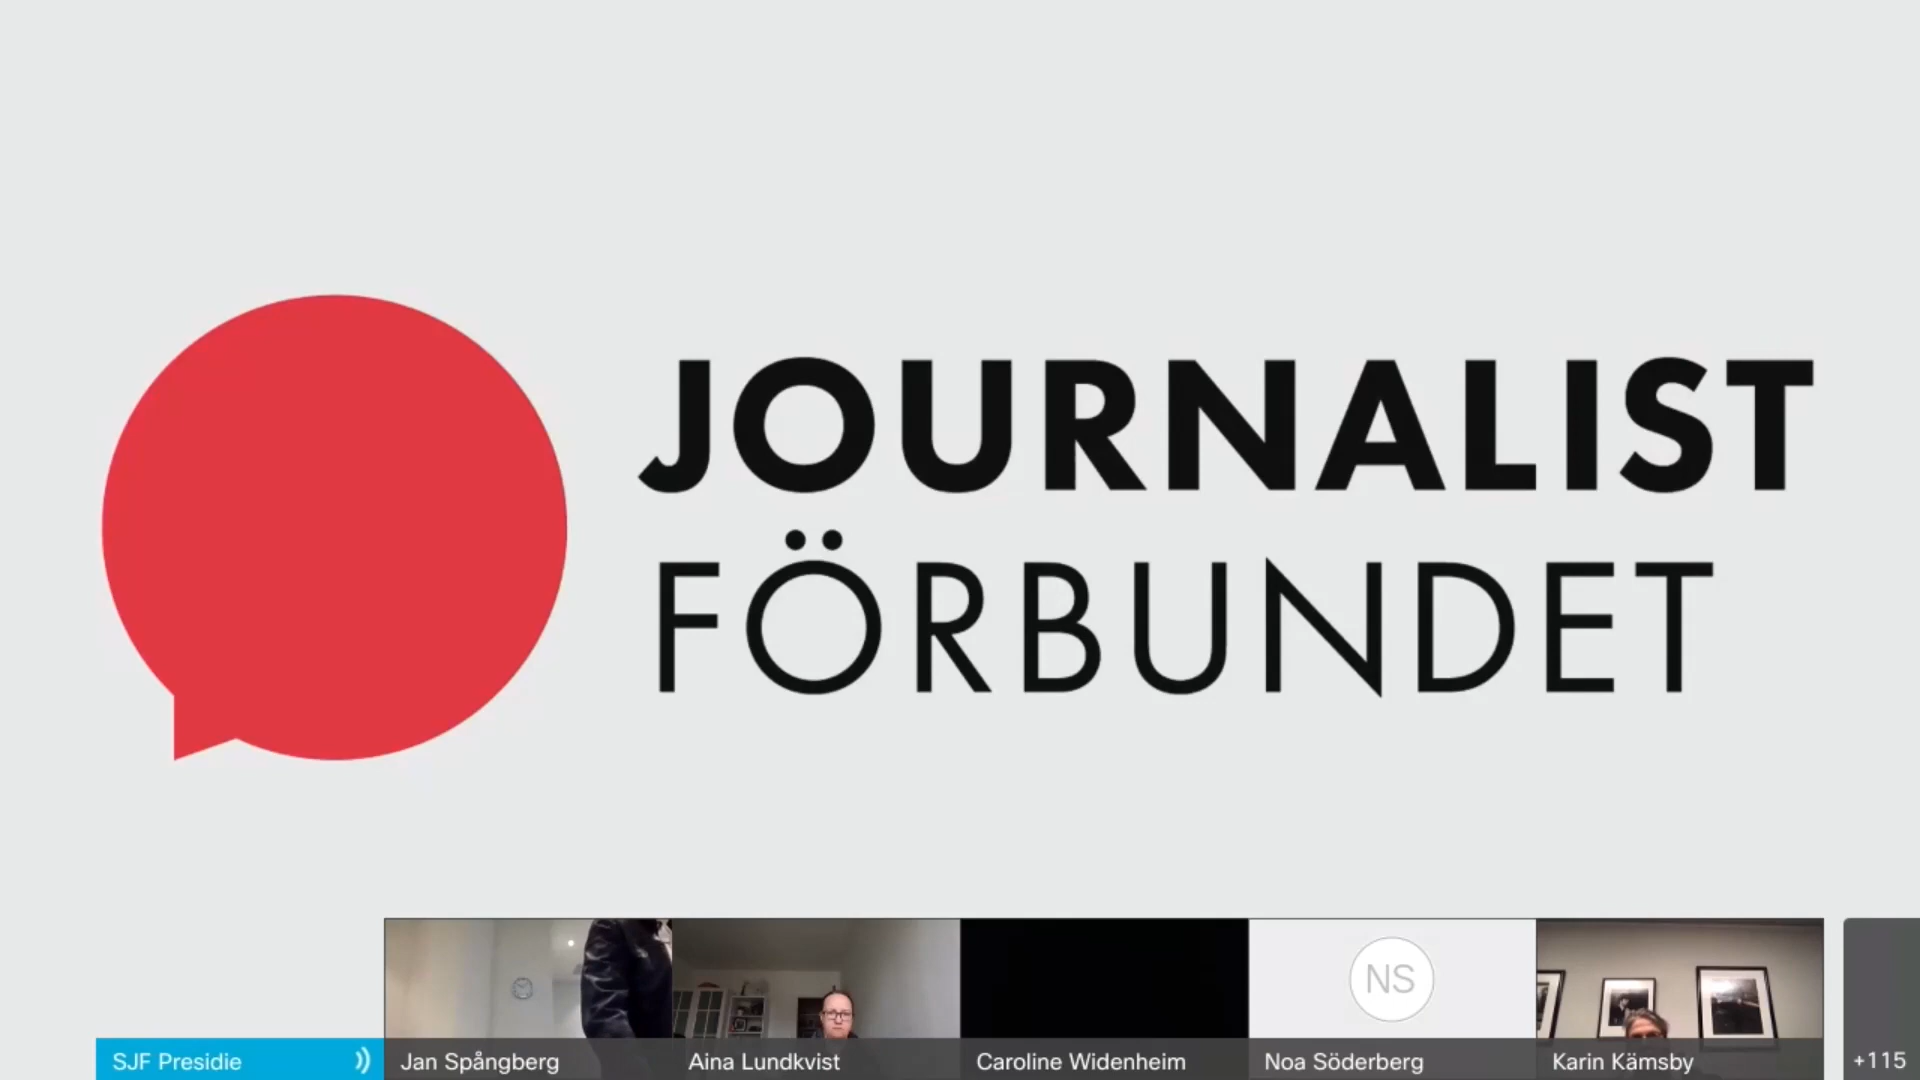 JOURNALIST
FÖRBUNDET
NS
SJF Presidie
Jan Spångberg
Aina Lundkvist
Caroline Widenheim
Noa Söderberg
Karin Kämsby
+115